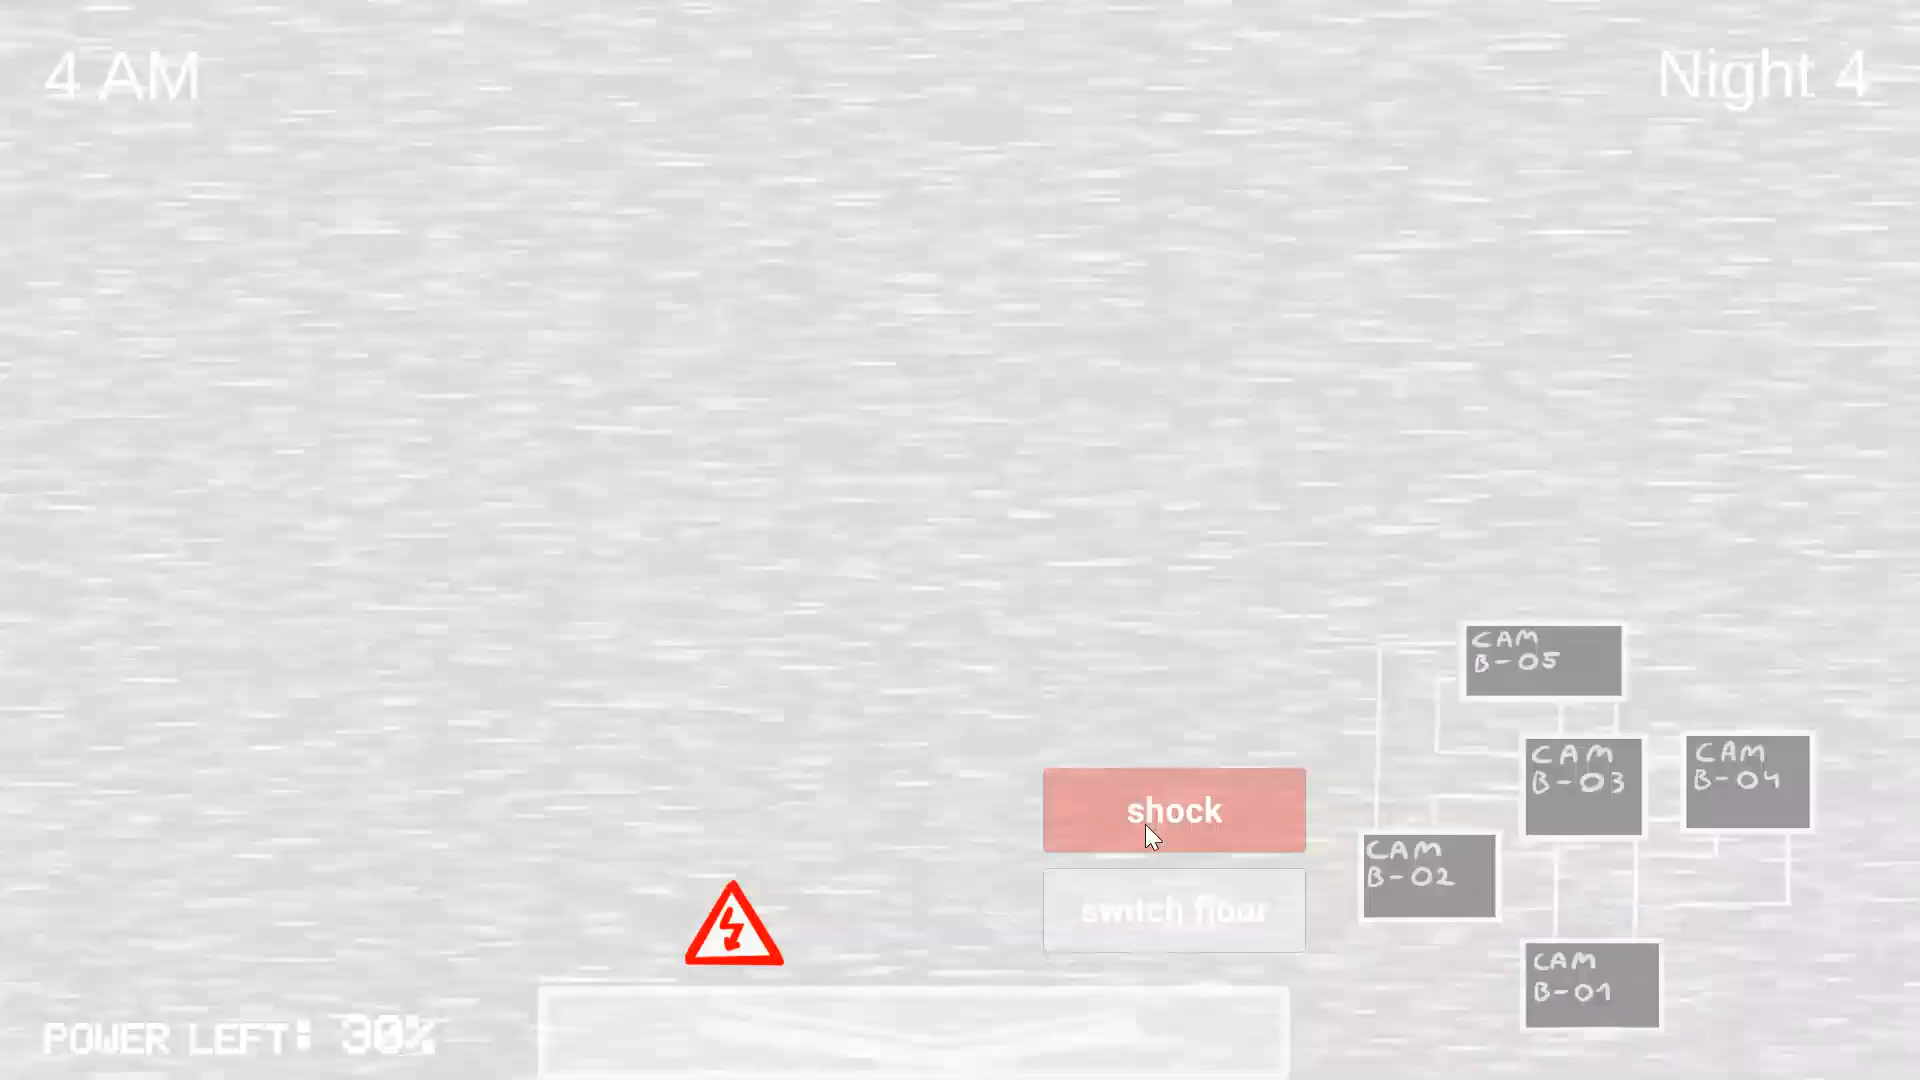 4 AM
Night 4
CAM
B-05
CAM
B-03
CAM
B-04
shock
CAM
B-02
switch floor
CAM
B-01
POWER LEFT: 30%